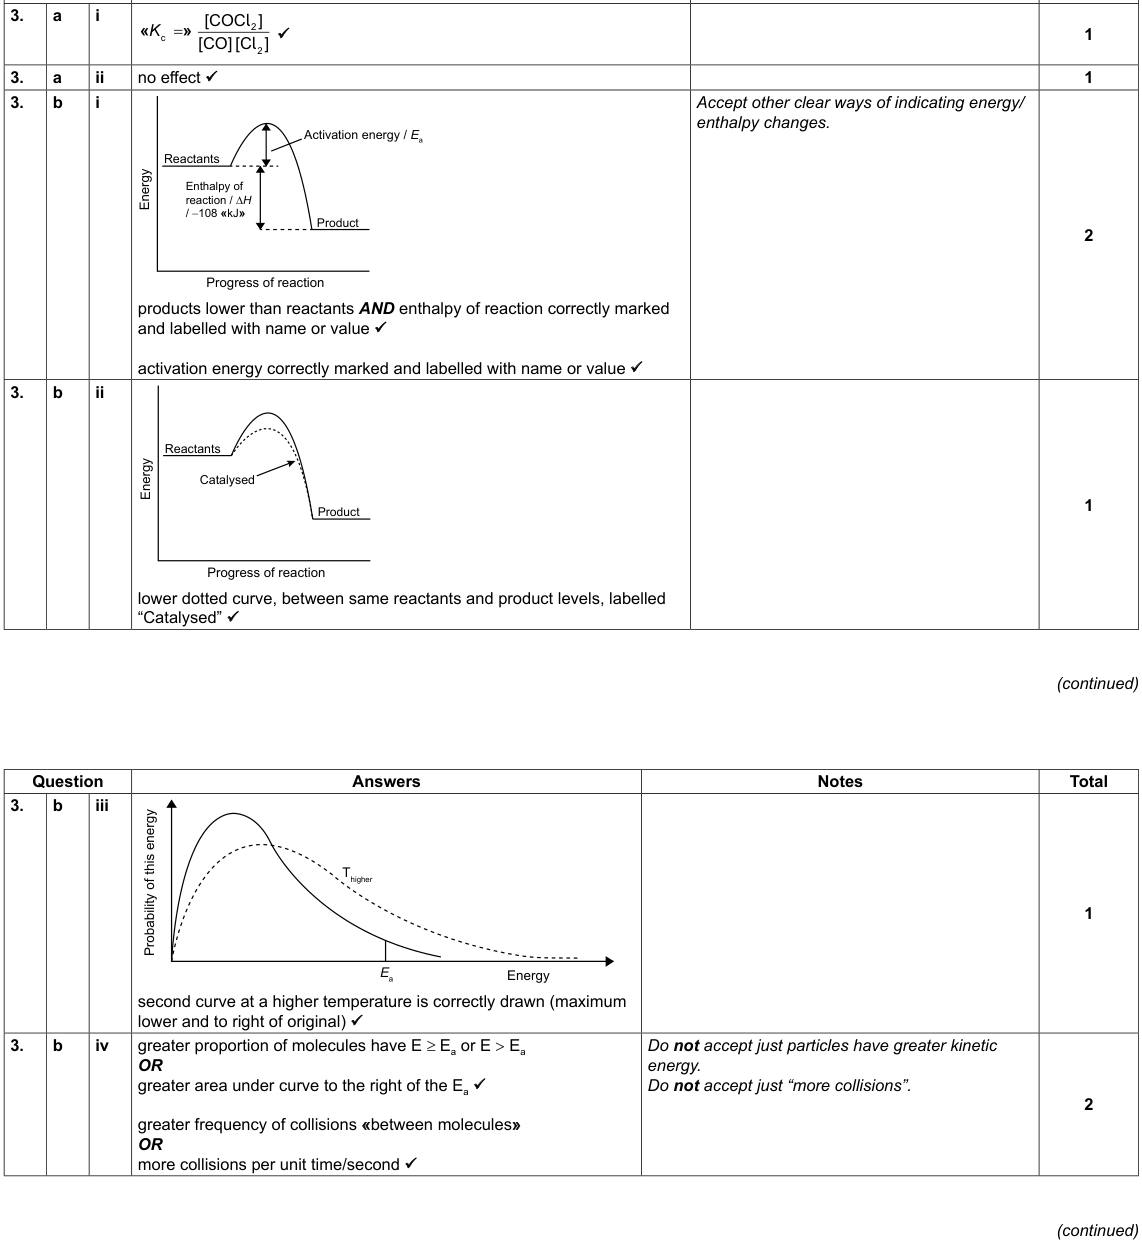 3. a i «Kc =» [COCl2] / [CO][Cl2] ✓ 1
3. a ii no effect ✓ 1
3. b i
Activation energy / Ea
Reactants
Enthalpy of
reaction / ΔH
/ –108 «kJ»
Product
Energy
Progress of reaction
products lower than reactants AND enthalpy of reaction correctly marked
and labelled with name or value ✓
activation energy correctly marked and labelled with name or value ✓
Accept other clear ways of indicating energy/
enthalpy changes.
2
3. b ii
Reactants
Catalysed
Product
Energy
Progress of reaction
lower dotted curve, between same reactants and product levels, labelled
“Catalysed” ✓
1
(continued)
Question Answers Notes Total
3. b iii
Probability of this energy
Thigher
Ea
Energy
second curve at a higher temperature is correctly drawn (maximum
lower and to right of original) ✓
1
3. b iv
greater proportion of molecules have E ≥ Ea or E > Ea
OR
greater area under curve to the right of the Ea ✓
greater frequency of collisions «between molecules»
OR
more collisions per unit time/second ✓
Do not accept just particles have greater kinetic
energy.
Do not accept just “more collisions”.
2
(continued)